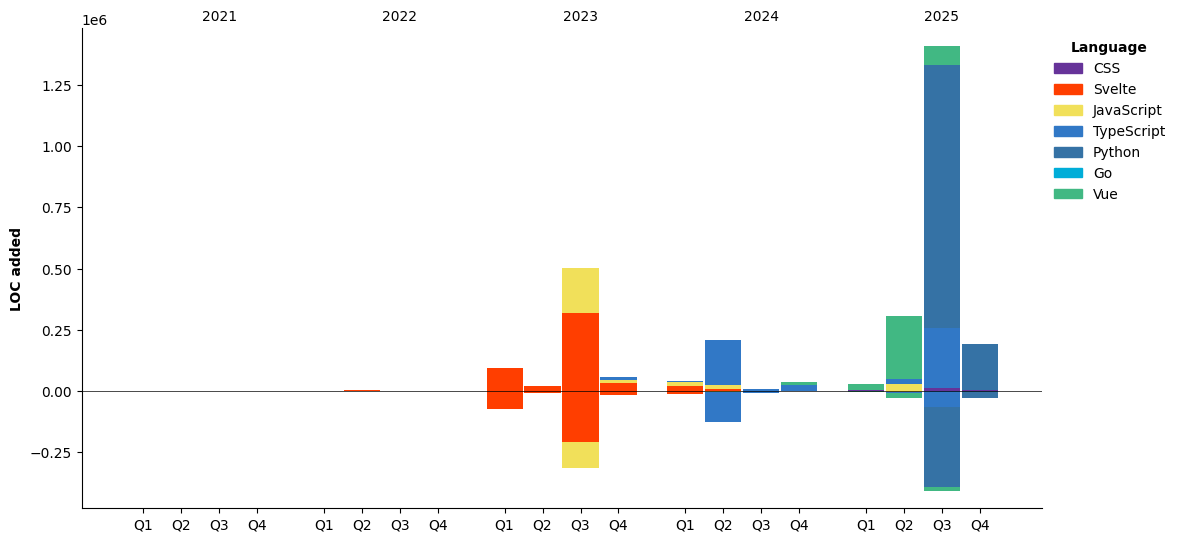 2021 2022 2023 2024 2025
1e6
LOC added
1.25
1.00
0.75
0.50
0.25
0.00
−0.25
Q1 Q2 Q3 Q4 Q1 Q2 Q3 Q4 Q1 Q2 Q3 Q4 Q1 Q2 Q3 Q4 Q1 Q2 Q3 Q4
Language
CSS
Svelte
JavaScript
TypeScript
Python
Go
Vue